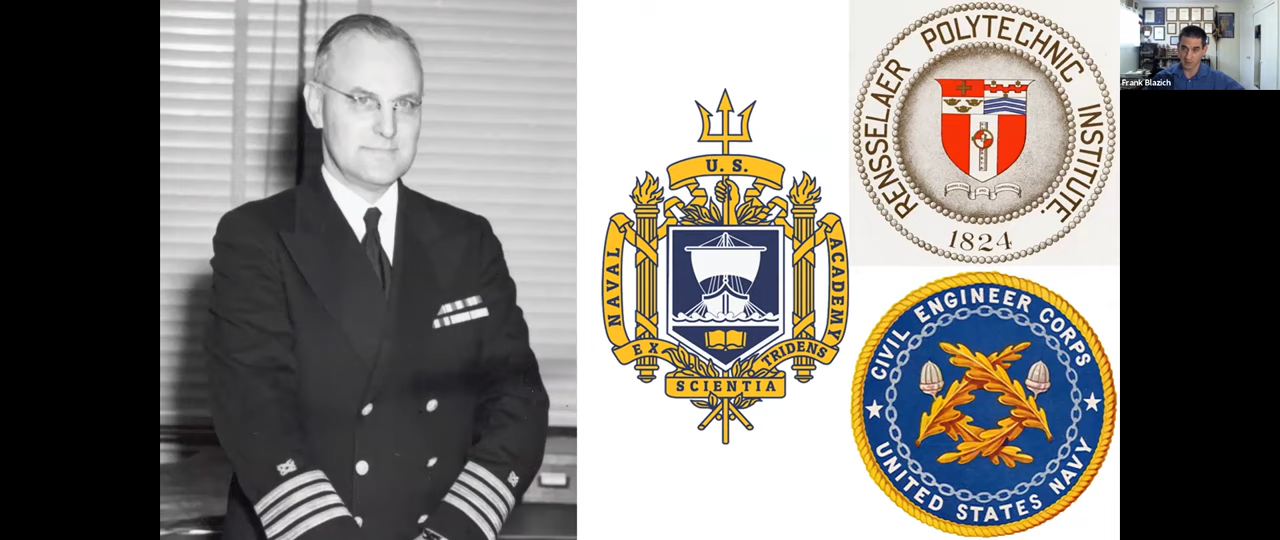 U. S.
NAVAL
ACADEMY
EX
TRIDENS
SCIENTIA
RENSSELAER POLYTECHNIC INSTITUTE.
1824
CIVIL ENGINEER CORPS
UNITED STATES NAVY
Frank Blazich